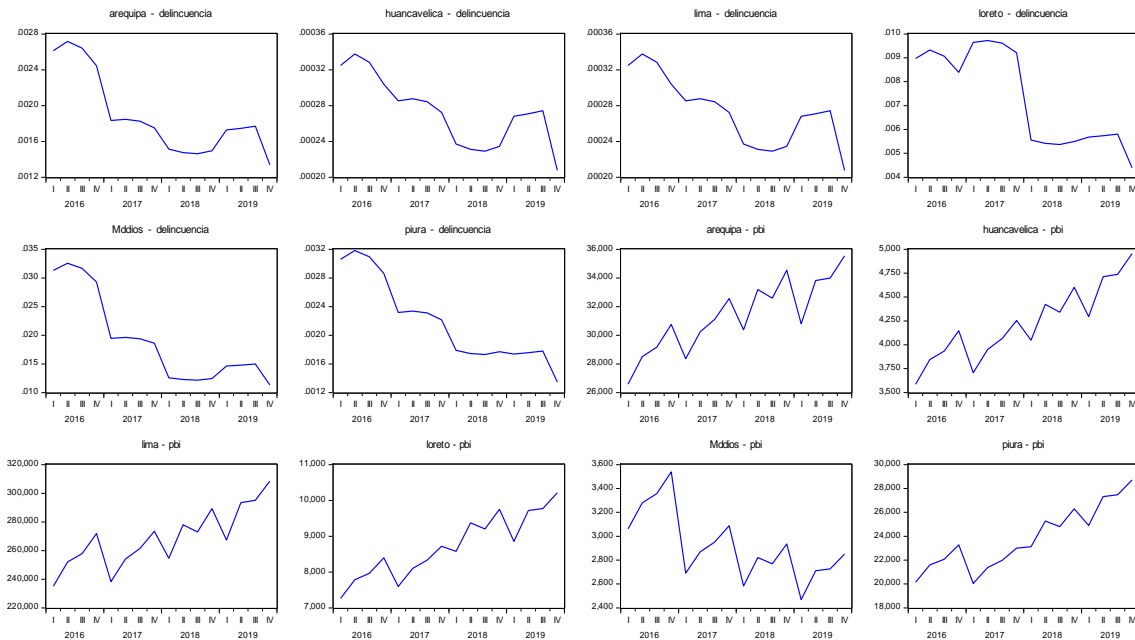 arequipa - delincuencia
.0028
.0024
.0020
.0016
.0012
I II III IV I II III IV I II III IV I II III IV
2016 2017 2018 2019
huancavelica - delincuencia
.00036
.00032
.00028
.00024
.00020
I II III IV I II III IV I II III IV I II III IV
2016 2017 2018 2019
lima - delincuencia
.00036
.00032
.00028
.00024
.00020
I II III IV I II III IV I II III IV I II III IV
2016 2017 2018 2019
loreto - delincuencia
.010
.009
.008
.007
.006
.005
.004
I II III IV I II III IV I II III IV I II III IV
2016 2017 2018 2019
Mddios - delincuencia
.035
.030
.025
.020
.015
.010
I II III IV I II III IV I II III IV I II III IV
2016 2017 2018 2019
piura - delincuencia
.0032
.0028
.0024
.0020
.0016
.0012
I II III IV I II III IV I II III IV I II III IV
2016 2017 2018 2019
arequipa - pbi
36,000
34,000
32,000
30,000
28,000
26,000
I II III IV I II III IV I II III IV I II III IV
2016 2017 2018 2019
huancavelica - pbi
5,000
4,750
4,500
4,250
4,000
3,750
3,500
I II III IV I II III IV I II III IV I II III IV
2016 2017 2018 2019
lima - pbi
320,000
300,000
280,000
260,000
240,000
220,000
I II III IV I II III IV I II III IV I II III IV
2016 2017 2018 2019
loreto - pbi
11,000
10,000
9,000
8,000
7,000
I II III IV I II III IV I II III IV I II III IV
2016 2017 2018 2019
Mddios - pbi
3,600
3,400
3,200
3,000
2,800
2,600
2,400
I II III IV I II III IV I II III IV I II III IV
2016 2017 2018 2019
piura - pbi
30,000
28,000
26,000
24,000
22,000
20,000
18,000
I II III IV I II III IV I II III IV I II III IV
2016 2017 2018 2019